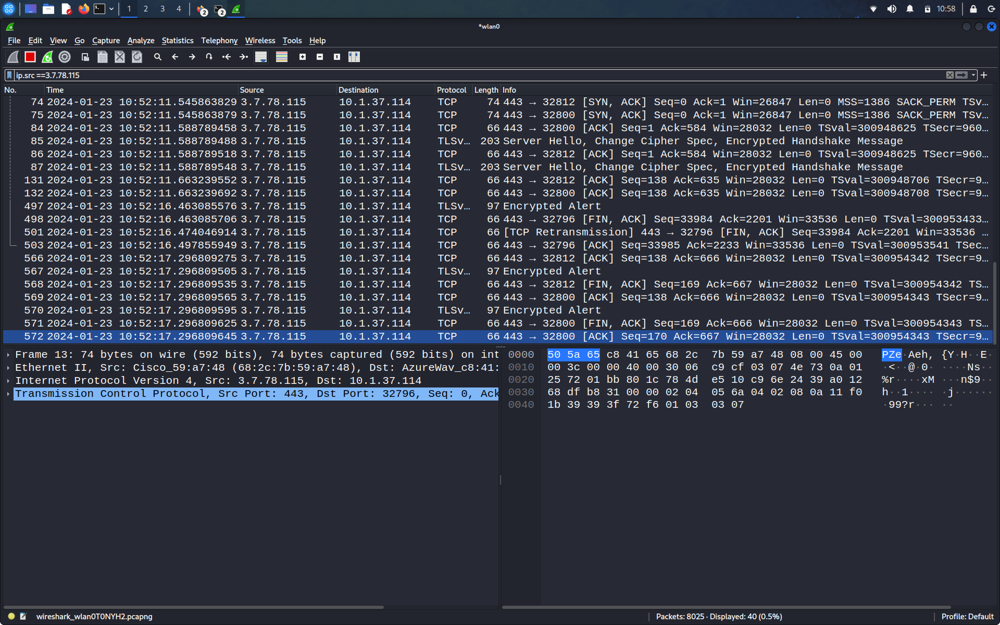 1 2 3 4 2 2 10:58
*wlan0
File Edit View Go Capture Analyze Statistics Telephony Wireless Tools Help
ip.src ==3.7.78.115
No. Time Source Destination Protocol Length Info
74 2024-01-23 10:52:11.545863829 3.7.78.115 10.1.37.114 TCP 74 443 → 32812 [SYN, ACK] Seq=0 Ack=1 Win=26847 Len=0 MSS=1386 SACK_PERM TSv…
75 2024-01-23 10:52:11.545863879 3.7.78.115 10.1.37.114 TCP 74 443 → 32800 [SYN, ACK] Seq=0 Ack=1 Win=26847 Len=0 MSS=1386 SACK_PERM TSv…
84 2024-01-23 10:52:11.588789458 3.7.78.115 10.1.37.114 TCP 66 443 → 32800 [ACK] Seq=1 Ack=584 Win=28032 Len=0 TSval=300948625 TSecr=960…
85 2024-01-23 10:52:11.588789488 3.7.78.115 10.1.37.114 TLSv… 203 Server Hello, Change Cipher Spec, Encrypted Handshake Message
86 2024-01-23 10:52:11.588789518 3.7.78.115 10.1.37.114 TCP 66 443 → 32812 [ACK] Seq=1 Ack=584 Win=28032 Len=0 TSval=300948625 TSecr=960…
87 2024-01-23 10:52:11.588789548 3.7.78.115 10.1.37.114 TLSv… 203 Server Hello, Change Cipher Spec, Encrypted Handshake Message
131 2024-01-23 10:52:11.663239552 3.7.78.115 10.1.37.114 TCP 66 443 → 32812 [ACK] Seq=138 Ack=635 Win=28032 Len=0 TSval=300948706 TSecr=9…
132 2024-01-23 10:52:11.663239692 3.7.78.115 10.1.37.114 TCP 66 443 → 32800 [ACK] Seq=138 Ack=635 Win=28032 Len=0 TSval=300948708 TSecr=9…
497 2024-01-23 10:52:16.463085576 3.7.78.115 10.1.37.114 TLSv… 97 Encrypted Alert
498 2024-01-23 10:52:16.463085706 3.7.78.115 10.1.37.114 TCP 66 443 → 32796 [FIN, ACK] Seq=33984 Ack=2201 Win=33536 Len=0 TSval=300953433…
501 2024-01-23 10:52:16.474046914 3.7.78.115 10.1.37.114 TCP 66 [TCP Retransmission] 443 → 32796 [FIN, ACK] Seq=33984 Ack=2201 Win=33536 …
503 2024-01-23 10:52:16.497855949 3.7.78.115 10.1.37.114 TCP 66 443 → 32796 [ACK] Seq=33985 Ack=2233 Win=33536 Len=0 TSval=300953541 TSec…
566 2024-01-23 10:52:17.296809275 3.7.78.115 10.1.37.114 TCP 66 443 → 32812 [ACK] Seq=138 Ack=666 Win=28032 Len=0 TSval=300954342 TSecr=9…
567 2024-01-23 10:52:17.296809505 3.7.78.115 10.1.37.114 TLSv… 97 Encrypted Alert
568 2024-01-23 10:52:17.296809535 3.7.78.115 10.1.37.114 TCP 66 443 → 32812 [FIN, ACK] Seq=169 Ack=667 Win=28032 Len=0 TSval=300954342 TS…
569 2024-01-23 10:52:17.296809565 3.7.78.115 10.1.37.114 TCP 66 443 → 32800 [ACK] Seq=138 Ack=666 Win=28032 Len=0 TSval=300954343 TSecr=9…
570 2024-01-23 10:52:17.296809595 3.7.78.115 10.1.37.114 TLSv… 97 Encrypted Alert
571 2024-01-23 10:52:17.296809625 3.7.78.115 10.1.37.114 TCP 66 443 → 32800 [FIN, ACK] Seq=169 Ack=666 Win=28032 Len=0 TSval=300954343 TS…
572 2024-01-23 10:52:17.296809645 3.7.78.115 10.1.37.114 TCP 66 443 → 32800 [ACK] Seq=170 Ack=667 Win=28032 Len=0 TSval=300954343 TSecr=9…
Frame 13: 74 bytes on wire (592 bits), 74 bytes captured (592 bits) on int
Ethernet II, Src: Cisco_59:a7:48 (68:2c:7b:59:a7:48), Dst: AzureWav_c8:41:
Internet Protocol Version 4, Src: 3.7.78.115, Dst: 10.1.37.114
Transmission Control Protocol, Src Port: 443, Dst Port: 32796, Seq: 0, Ack
0000 50 5a 65 c8 41 65 68 2c 7b 59 a7 48 08 00 45 00 PZe·Aeh, {Y·H··E·
0010 00 3c 00 00 40 00 30 06 c9 cf 03 07 4e 73 0a 01 ·<··@·0· ····Ns··
0020 25 72 01 bb 80 1c 78 4d e5 10 c9 6e 24 39 a0 12 %r····xM ···n$9··
0030 68 df b8 31 00 00 02 04 05 6a 04 02 08 0a 11 f0 h··1···· ·j······
0040 1b 39 39 3f 72 f6 01 03 03 07 ·99?r··· ··
wireshark_wlan0T0NYH2.pcapng Packets: 8025 · Displayed: 40 (0.5%) Profile: Default